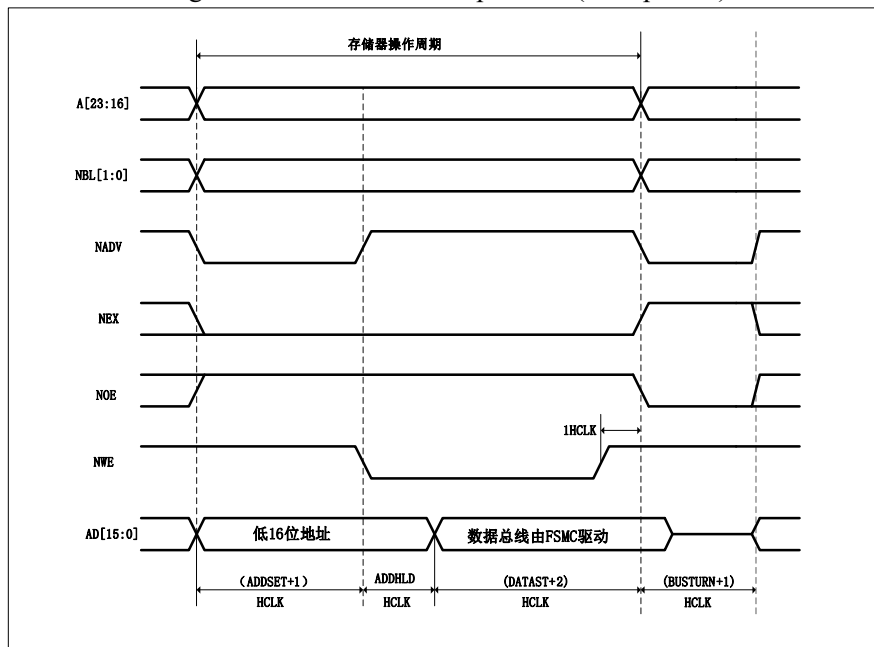 存储器操作周期
A[23:16]
NBL[1:0]
NADV
NEX
NOE
1HCLK
NWE
AD[15:0]
低16位地址
数据总线由FSMC驱动
(ADDSET+1)
ADDHLD
(DATAST+2)
(BUSTURN+1)
HCLK
HCLK
HCLK
HCLK